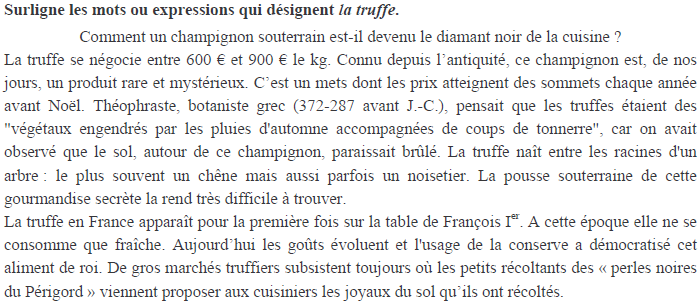 Surligne les mots ou expressions qui désignent la truffe.
Comment un champignon souterrain est-il devenu le diamant noir de la cuisine ?
La truffe se négocie entre 600 € et 900 € le kg. Connu depuis l'antiquité, ce champignon est, de nos
jours, un produit rare et mystérieux. C'est un mets dont les prix atteignent des sommets chaque année
avant Noël. Théophraste, botaniste grec (372-287 avant J.-C.), pensait que les truffes étaient des
"végétaux engendrés par les pluies d'automne accompagnées de coups de tonnerre", car on avait
observé que le sol, autour de ce champignon, paraissait brûlé. La truffe naît entre les racines d'un
arbre : le plus souvent un chêne mais aussi parfois un noisetier. La pousse souterraine de cette
gourmandise secrète la rend très difficile à trouver.
La truffe en France apparaît pour la première fois sur la table de François Ier. A cette époque elle ne se
consomme que fraîche. Aujourd'hui les goûts évoluent et l'usage de la conserve a démocratisé cet
aliment de roi. De gros marchés truffiers subsistent toujours où les petits récoltants des « perles noires
du Périgord » viennent proposer aux cuisiniers les joyaux du sol qu'ils ont récoltés.